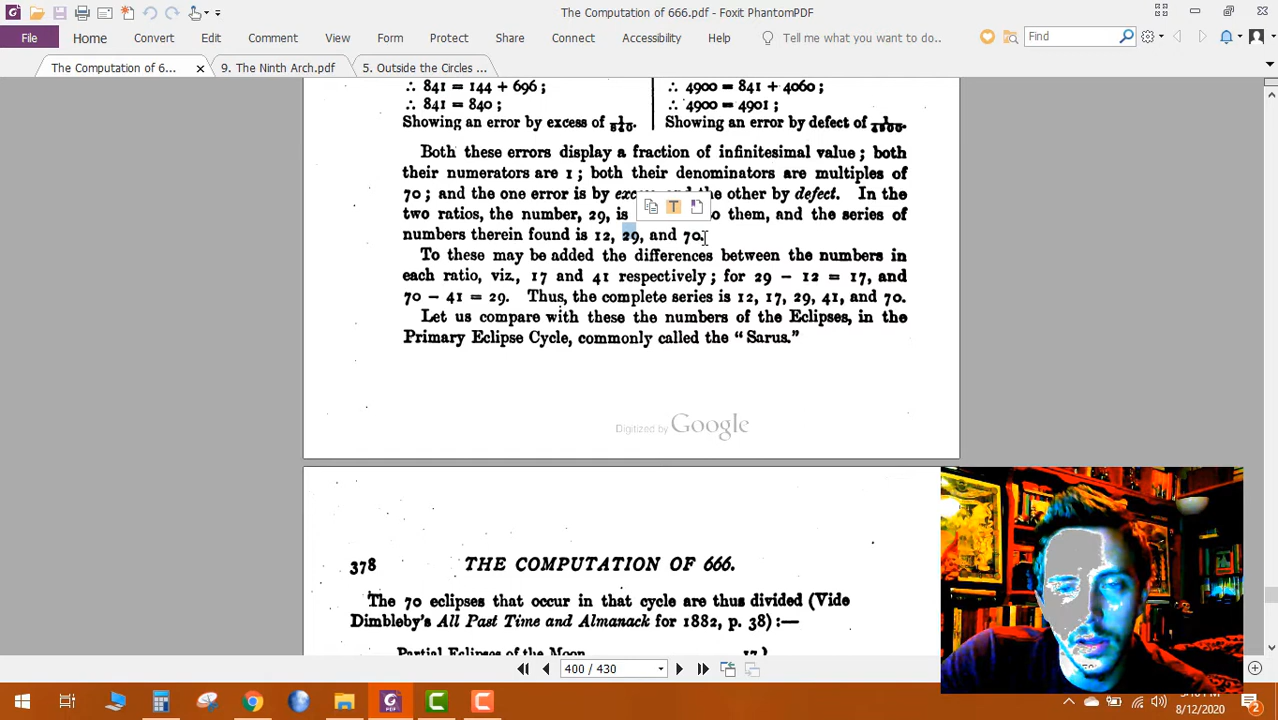 The Computation of 666.pdf - Foxit PhantomPDF
File Home Convert Edit Comment View Form Protect Share Connect Accessibility Help Tell me what you want to do.. Find
The Computation of 6... 9. The Ninth Arch.pdf 5. Outside the Circles ...
∴ 841 = 144 + 696 ;
∴ 841 = 840 ;
Showing an error by excess of 1/840.
∴ 4900 = 841 + 4060 ;
∴ 4900 = 4901 ;
Showing an error by defect of
Both these errors display a fraction of infinitesimal value ; both
their numerators are 1 ; both their denominators are multiples of
70 ; and the one error is by the other by defect. In the
two ratios, the number, 29, is them, and the series of
numbers therein found is 12, 29, and 70.
To these may be added the differences between the numbers in
each ratio, viz., 17 and 41 respectively ; for 29 - 12 = 17, and
70 - 41 = 29. Thus, the complete series is 12, 17, 29, 41, and 70.
Let us compare with these the numbers of the Eclipses, in the
Primary Eclipse Cycle, commonly called the "Sarus."
Digitized by Google
378 THE COMPUTATION OF 666.
The 70 eclipses that occur in that cycle are thus divided (Vide
Dimbleby's All Past Time and Almanack for 1882, p. 38) :—
Partial Eclipses of the Moon 17
400 / 430
8/12/2020
2